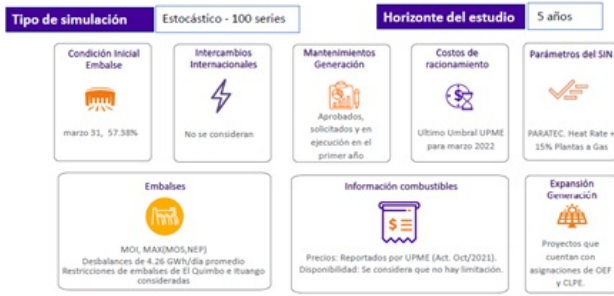 Tipo de simulación
Estocástico - 100 series
Horizonte del estudio
5 años
Condición Inicial
Embalse
marzo 31, 57.38%
Intercambios
Internacionales
No se consideran
Mantenimientos
Generación
Aprobados,
solicitados y en
ejecución en el
primer año
Costos de
racionamiento
Ultimo Umbral UPME
para marzo 2022
Parámetros del SIN
PARATEC. Heat Rate +
15% Plantas a Gas
Embalses
MOI, MAX(MOS,NEP)
Desbalances de 4.26 GWh/día promedio
Restricciones de embalses de El Quimbo e Ituango
consideradas
Información combustibles
Precios: Reportados por UPME (Act. Oct/2021).
Disponibilidad: Se considera que no hay limitación.
Expansión
Generación
Proyectos que
cuentan con
asignaciones de OEF
y CLPE.